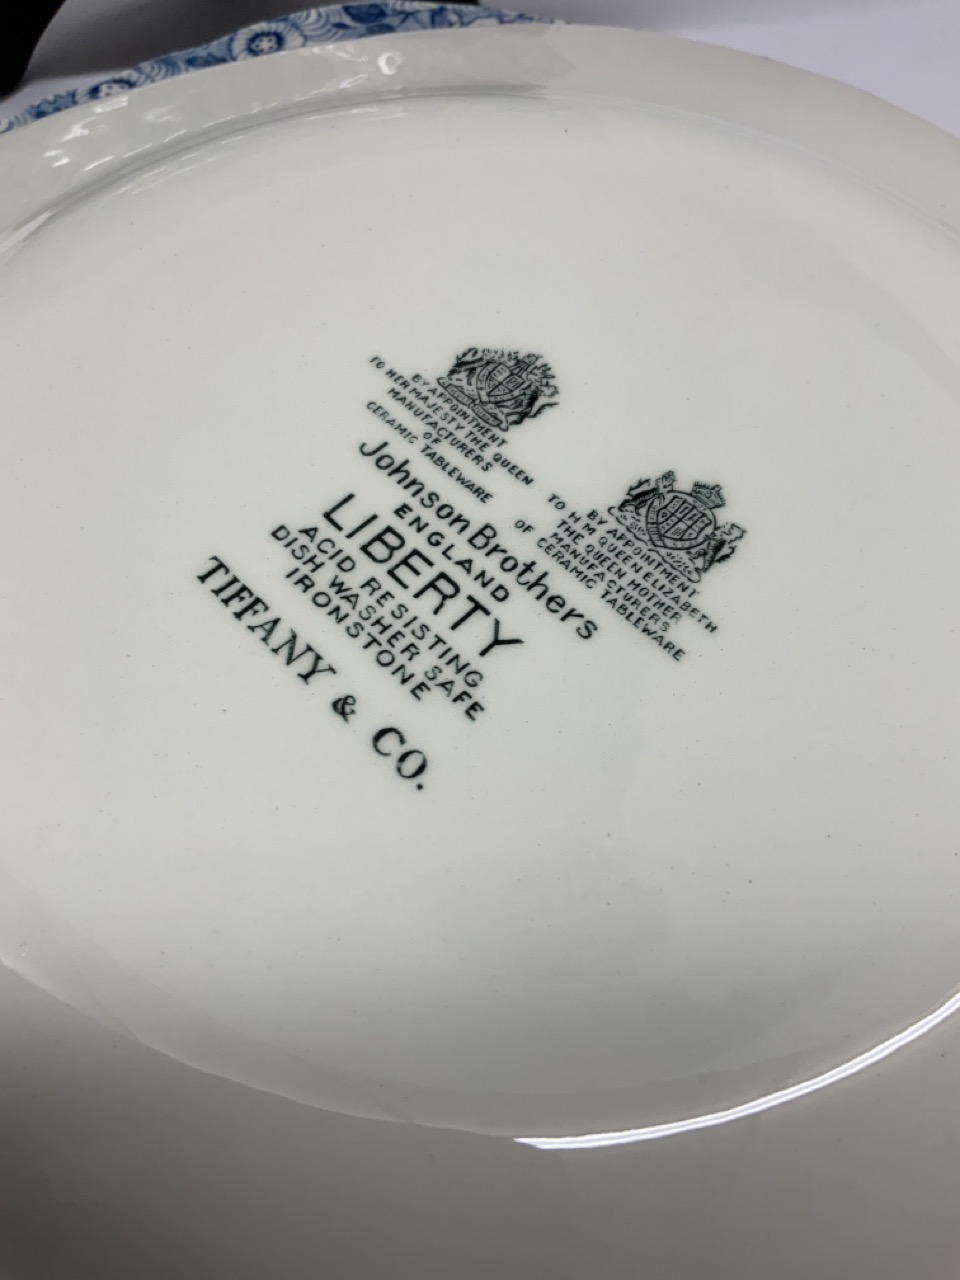 BY APPOINTMENT
TO HER MAJESTY THE QUEEN
MANUFACTURERS
OF
CERAMIC TABLEWARE
BY APPOINTMENT
TO H M QUEEN ELIZABETH
THE QUEEN MOTHER
MANUFACTURERS
OF CERAMIC TABLEWARE
Johnson Brothers
ENGLAND
LIBERTY
ACID RESISTING
DISH WASHER SAFE
IRONSTONE
TIFFANY & CO.